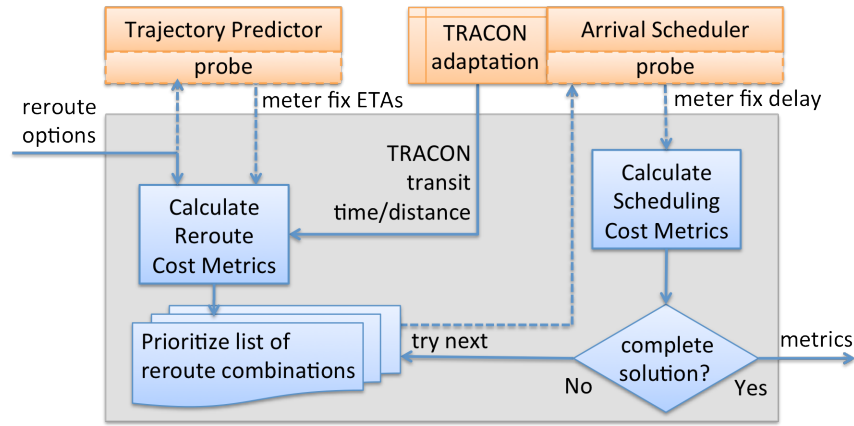 Trajectory Predictor
probe
TRACON
adaptation
Arrival Scheduler
probe
reroute
options
meter fix ETAs
meter fix delay
TRACON
transit
time/distance
Calculate
Reroute
Cost Metrics
Calculate
Scheduling
Cost Metrics
Prioritize list of
reroute combinations
try next
complete
solution?
No
Yes
metrics